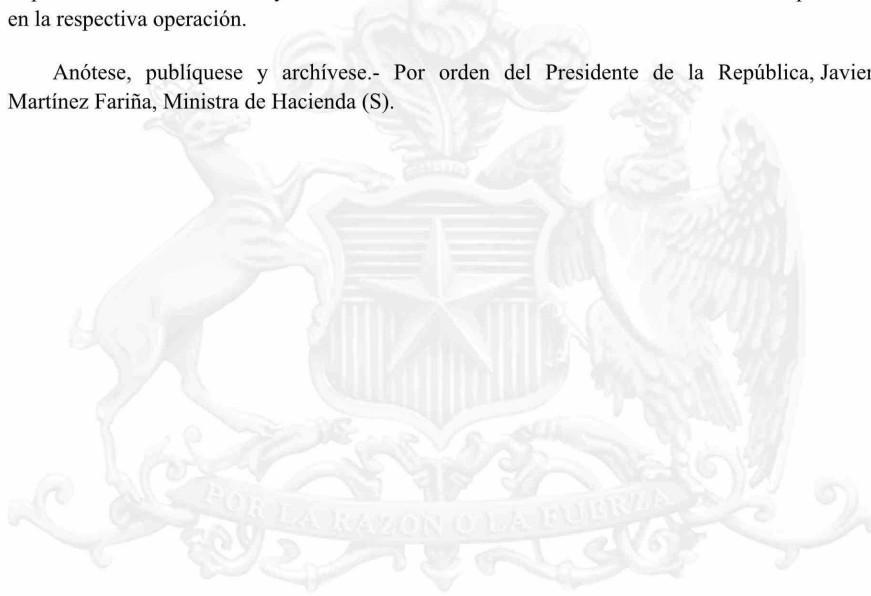 en la respectiva operación.
Anótese, publíquese y archívese.- Por orden del Presidente de la República, Javier
Martínez Fariña, Ministra de Hacienda (S).
POR LA RAZON O LA FUERZA